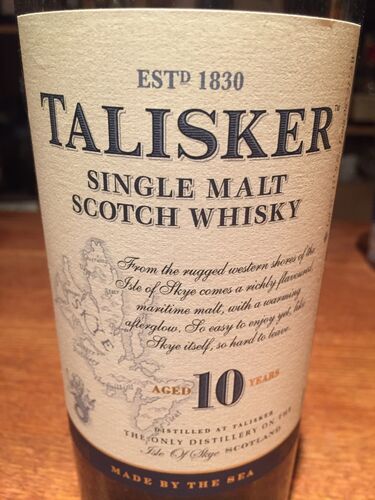 ESTD 1830
TALISKER™
SINGLE MALT
SCOTCH WHISKY
From the rugged western shores of the
Isle of Skye comes a richly flavoured,
maritime malt, with a warming
afterglow. So easy to enjoy yet, like
Skye itself, so hard to leave.
SKYE
AGED 10 YEARS
DISTILLED AT TALISKER
THE ONLY DISTILLERY ON THE
Isle Of Skye SCOTLAND
MADE BY THE SEA